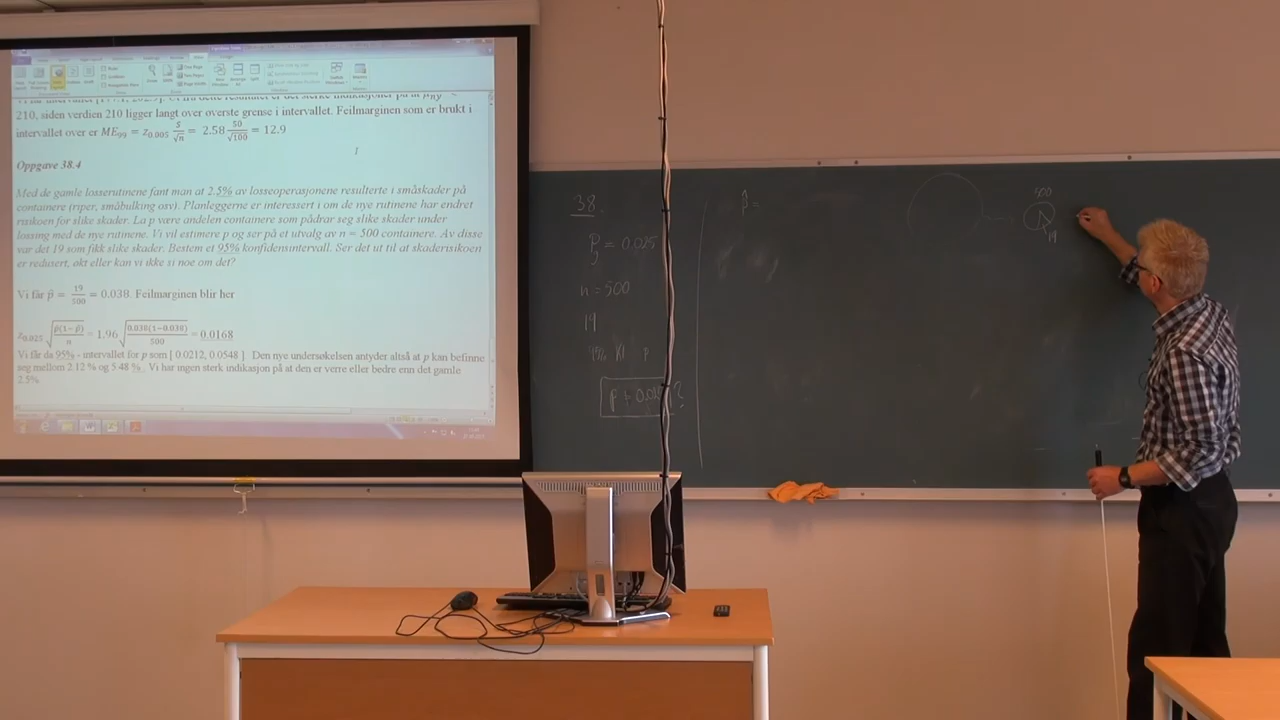 210, siden verdien 210 ligger langt over øverste grense i intervallet. Feilmarginen som er brukt i
intervallet over er ME₉₉ = z₀.₀₀₅ s/√n = 2.58 50/√100 = 12.9
Oppgave 38.4
Med de gamle losserutinene fant man at 2.5% av losseoperasjonene resulterte i småskader på
containere (riper, småbulking osv). Planleggerne er interessert i om de nye rutinene har endret
risikoen for slike skader. La p være andelen containere som pådrar seg slike skader under
lossing med de nye rutinene. Vi vil estimere p og ser på et utvalg av n = 500 containere. Av disse
var det 19 som fikk slike skader. Bestem et 95% konfidensintervall. Ser det ut til at skaderisikoen
er redusert, økt eller kan vi ikke si noe om det?
Vi får p̂ = 19/500 = 0.038. Feilmarginen blir her
z₀.₀₂₅ √(p̂(1−p̂)/n) = 1.96 √(0.038(1−0.038)/500) = 0.0168
Vi får da 95% - intervallet for p som [ 0.0212, 0.0548 ] Den nye undersøkelsen antyder altså at p kan befinne
seg mellom 2.12 % og 5.48 %. Vi har ingen sterk indikasjon på at den er verre eller bedre enn det gamle
2.5%.
38
= 0.025
n = 500
19
KI p
p̂ =
500
19